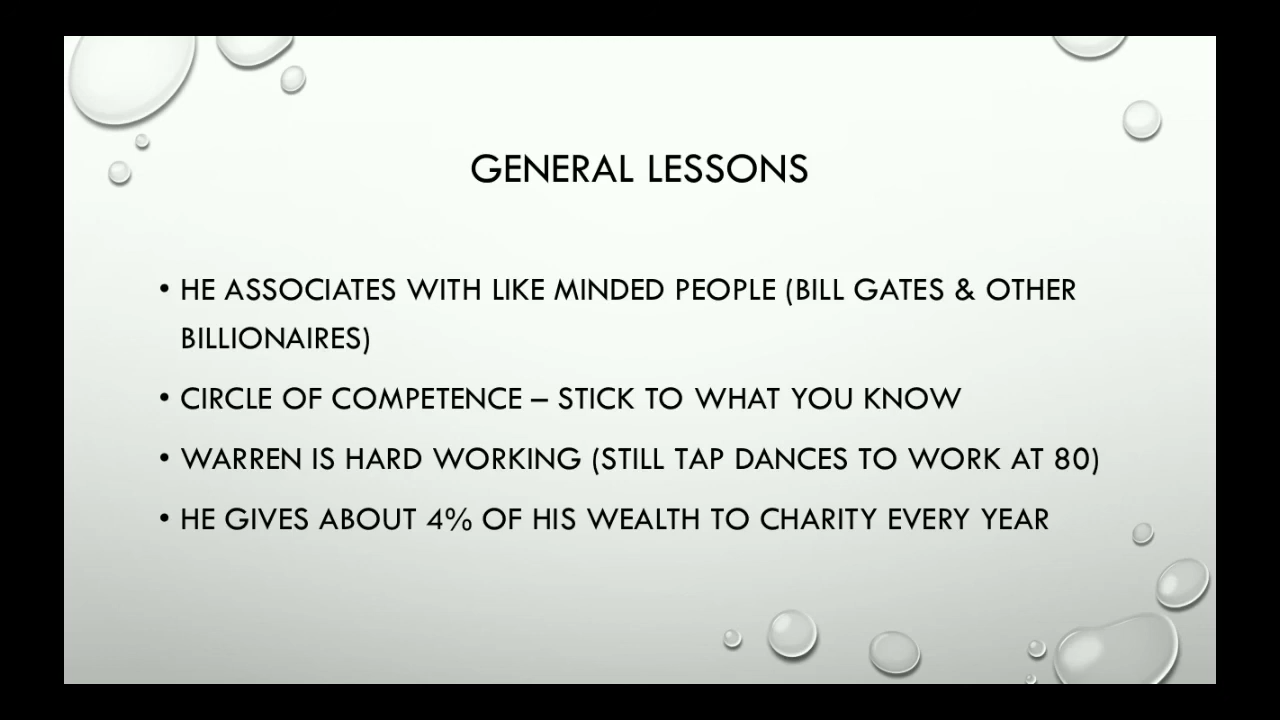 GENERAL LESSONS
• HE ASSOCIATES WITH LIKE MINDED PEOPLE (BILL GATES & OTHER
BILLIONAIRES)
• CIRCLE OF COMPETENCE – STICK TO WHAT YOU KNOW
• WARREN IS HARD WORKING (STILL TAP DANCES TO WORK AT 80)
• HE GIVES ABOUT 4% OF HIS WEALTH TO CHARITY EVERY YEAR